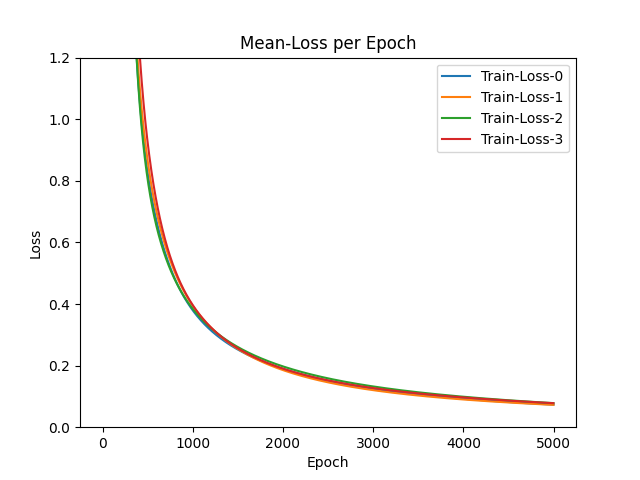 Mean-Loss per Epoch
Train-Loss-0
Train-Loss-1
Train-Loss-2
Train-Loss-3
Loss
1.2
1.0
0.8
0.6
0.4
0.2
0.0
0 1000 2000 3000 4000 5000
Epoch